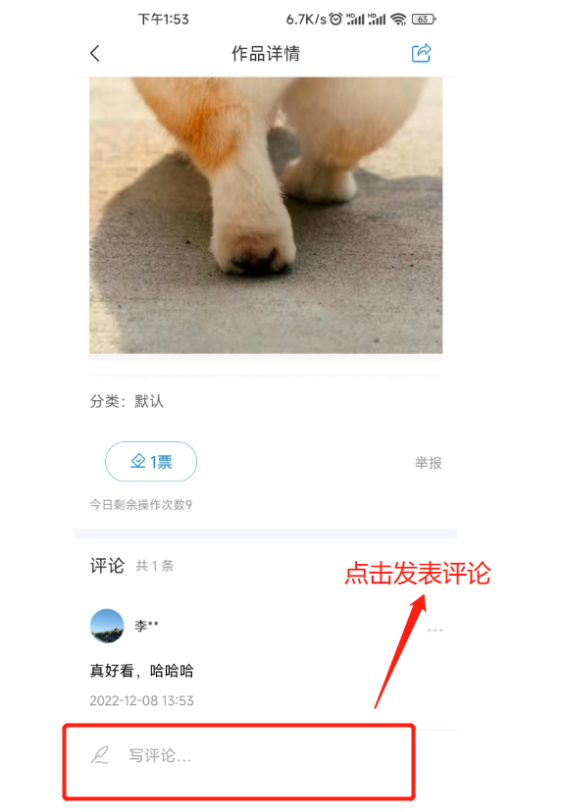 下午1:53
6.7K/s
63
作品详情
分类：默认
1票
举报
今日剩余操作次数9
评论 共1条
点击发表评论
李**
真好看，哈哈哈
2022-12-08 13:53
写评论...